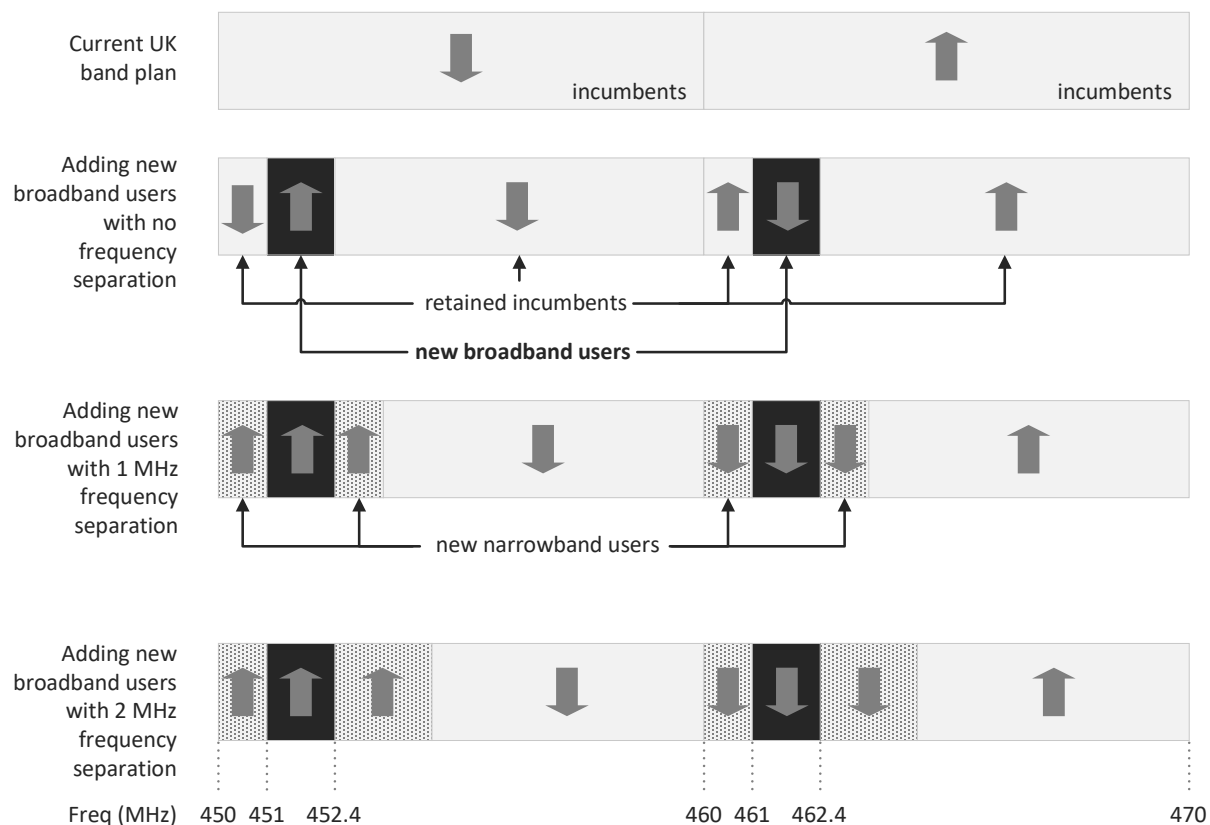 Current UK
band plan
incumbents
incumbents
Adding new
broadband users
with no
frequency
separation
retained incumbents
new broadband users
Adding new
broadband users
with 1 MHz
frequency
separation
new narrowband users
Adding new
broadband users
with 2 MHz
frequency
separation
Freq (MHz) 450 451 452.4 460 461 462.4 470